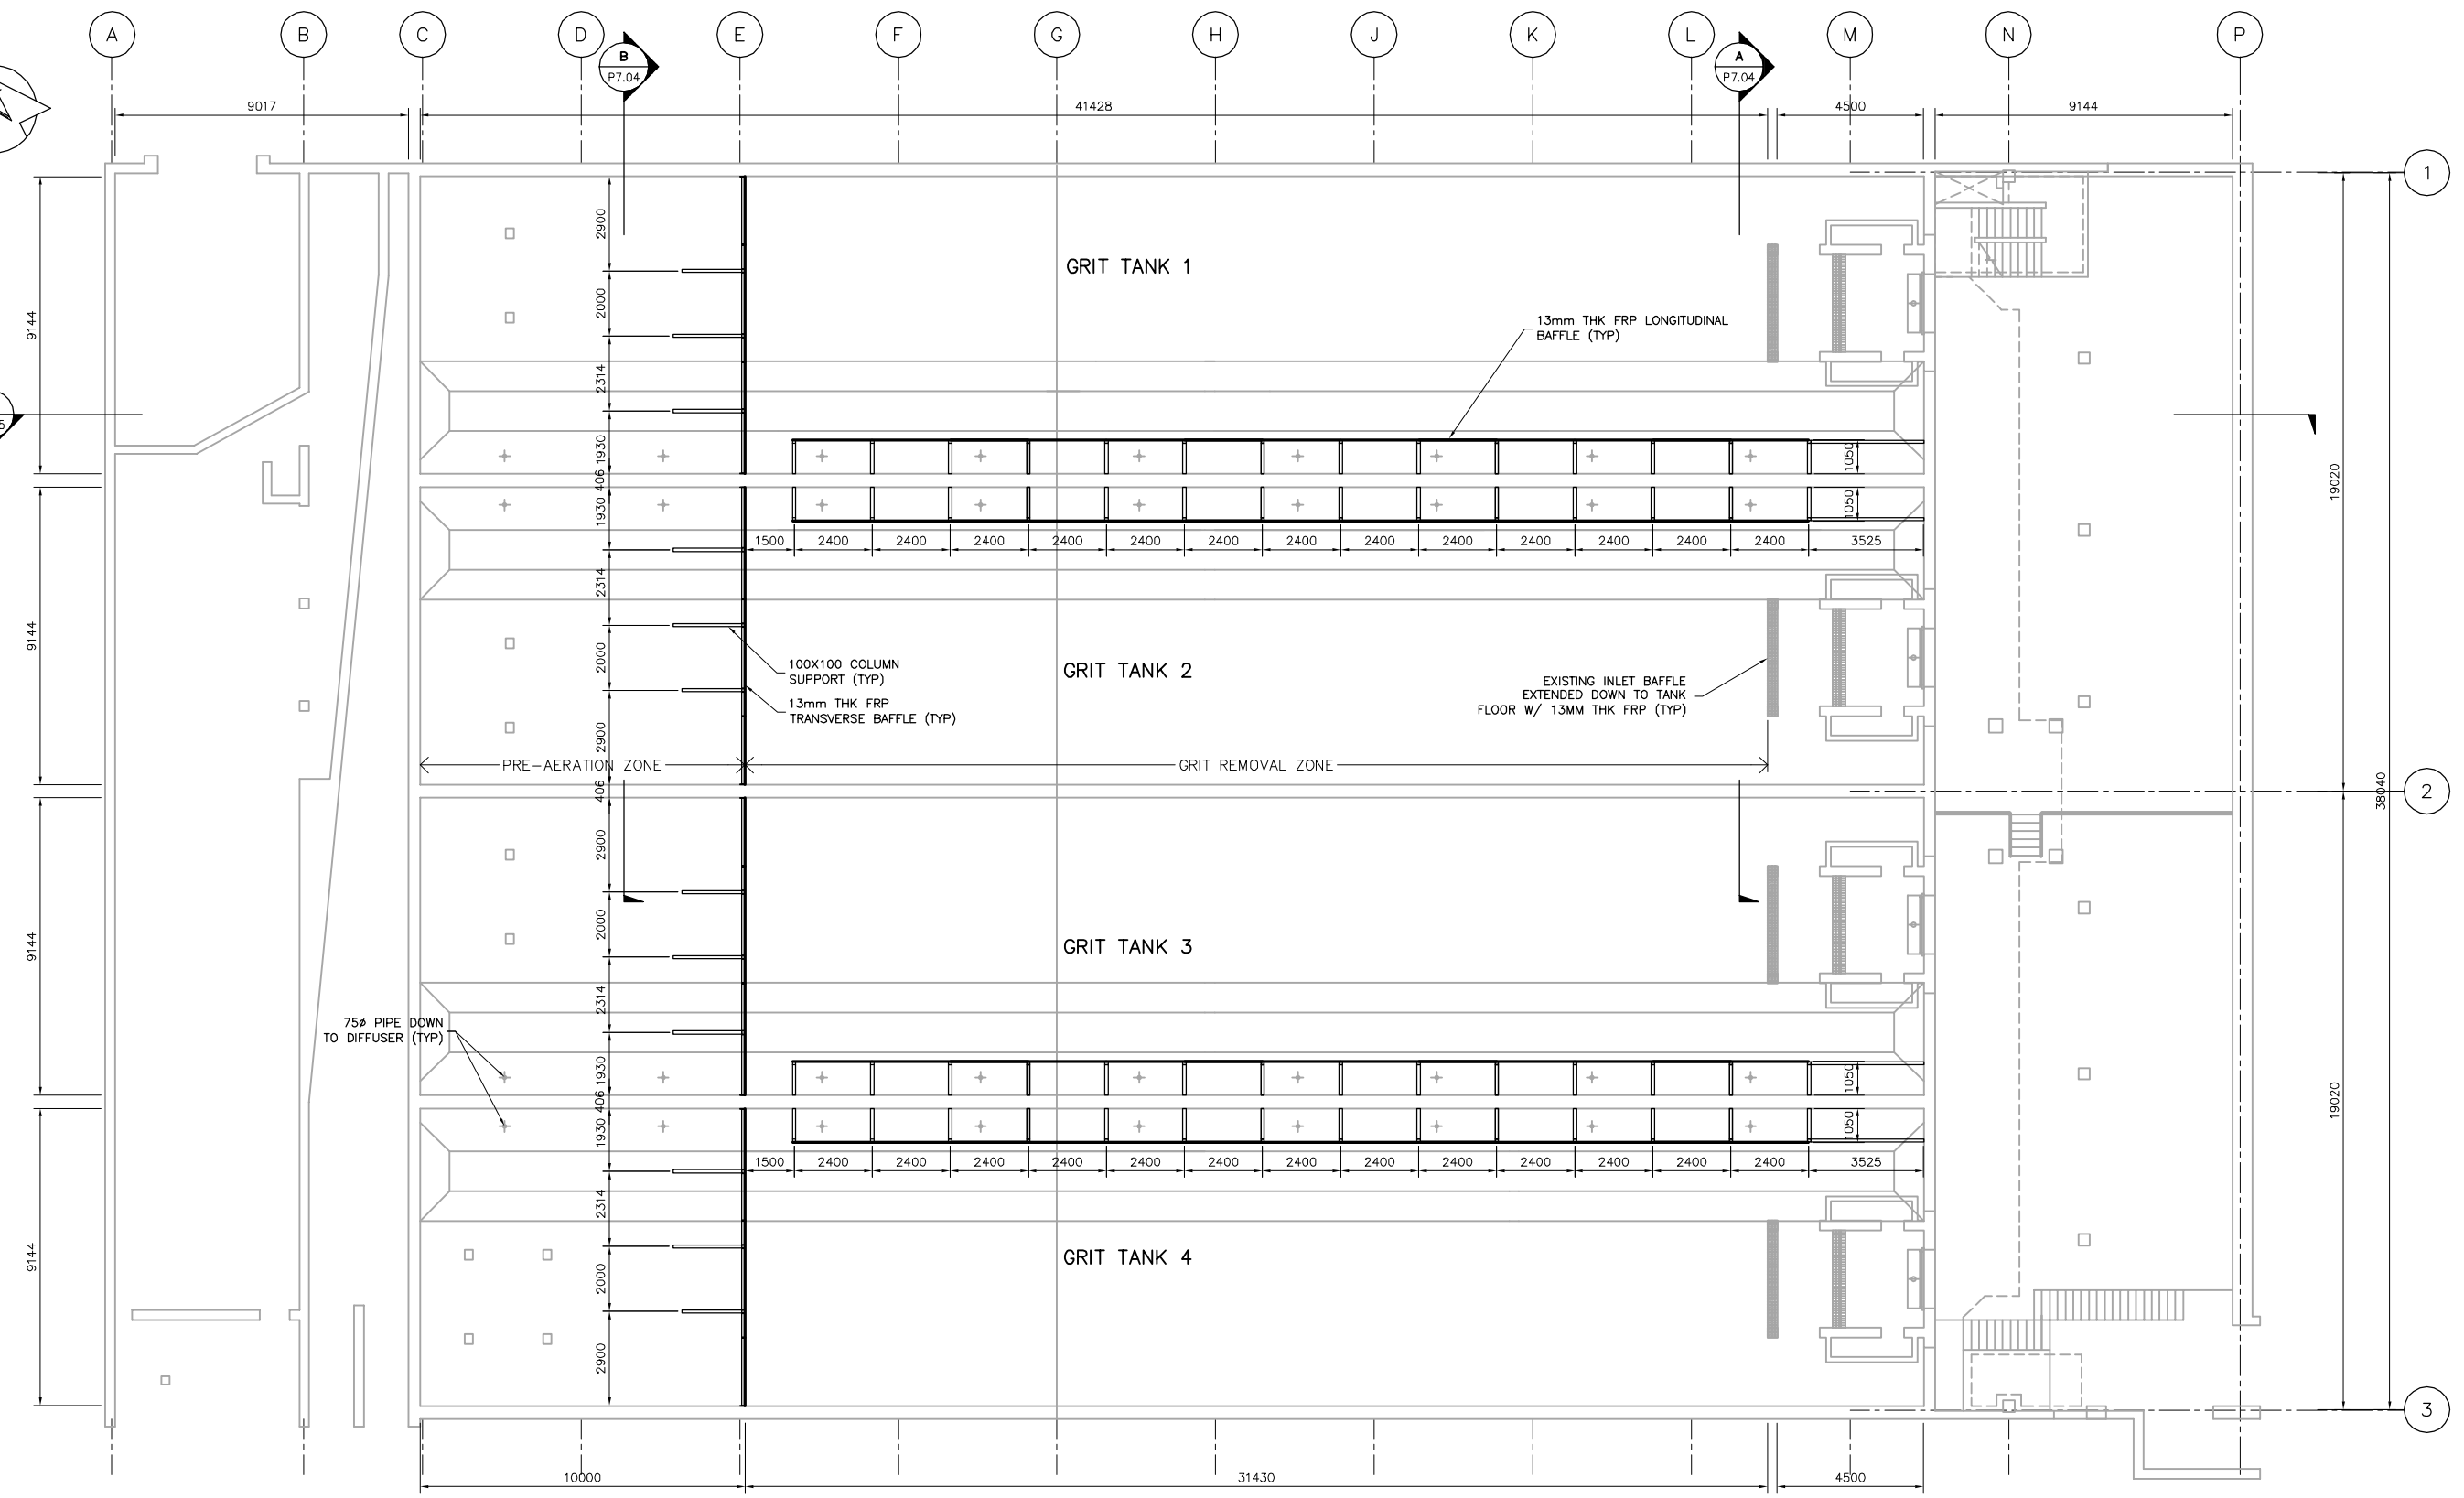 A B C D E F G H J K L M N P
B
P7.04
A
P7.04
9017 41428 4500 9144
1
2900
GRIT TANK 1
2000
9144
13mm THK FRP LONGITUDINAL
BAFFLE (TYP)
2314
1930
1050
406
19020
1930
1050
1500 2400 2400 2400 2400 2400 2400 2400 2400 2400 2400 2400 2400 2400 3525
2314
9144
2000
100X100 COLUMN
SUPPORT (TYP)
GRIT TANK 2
EXISTING INLET BAFFLE
EXTENDED DOWN TO TANK
FLOOR W/ 13MM THK FRP (TYP)
13mm THK FRP
TRANSVERSE BAFFLE (TYP)
2900
PRE-AERATION ZONE
GRIT REMOVAL ZONE
406
2
38040
2900
2000
9144
GRIT TANK 3
2314
75ø PIPE DOWN
TO DIFFUSER (TYP)
1930
1050
406
19020
1930
1050
1500 2400 2400 2400 2400 2400 2400 2400 2400 2400 2400 2400 2400 2400 3525
2314
9144
GRIT TANK 4
2000
2900
3
10000 31430 4500